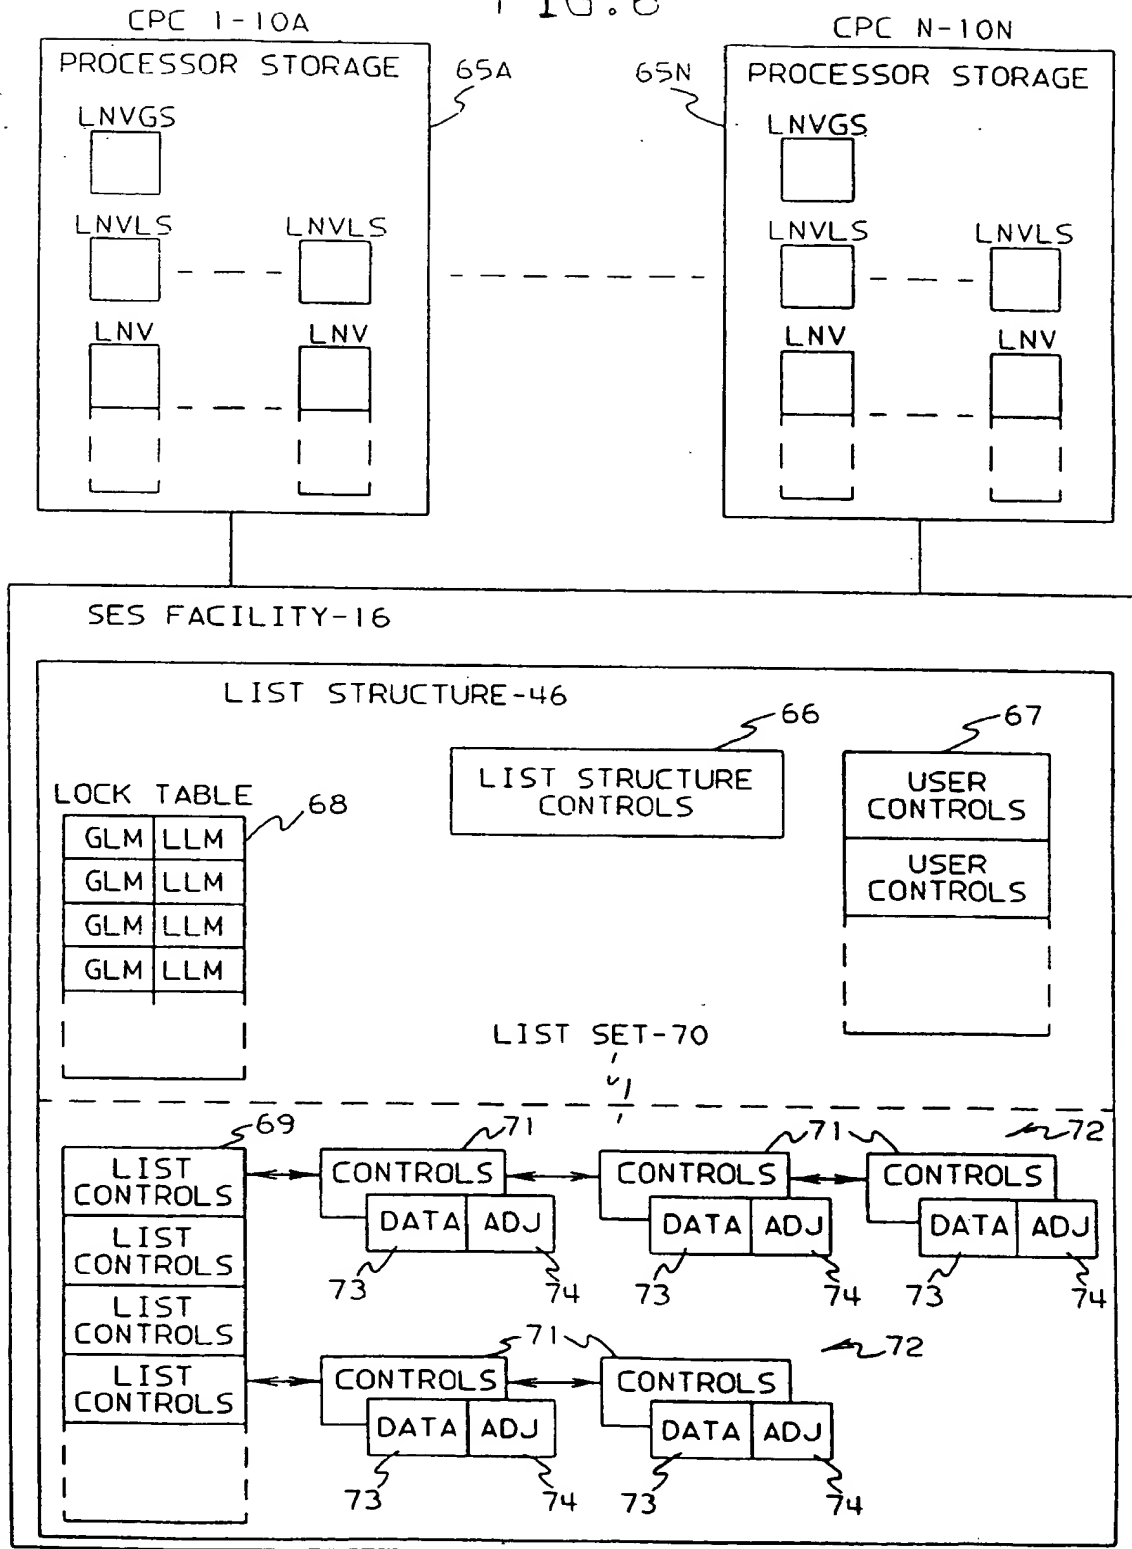 FIG.6
CPC 1-10A
CPC N-10N
PROCESSOR STORAGE
65A
65N
PROCESSOR STORAGE
LNVGS
LNVGS
LNVLS
LNVLS
LNVLS
LNVLS
LNV
LNV
LNV
LNV
SES FACILITY-16
LIST STRUCTURE-46
66
67
LIST STRUCTURE
CONTROLS
USER
CONTROLS
USER
CONTROLS
LOCK TABLE
68
GLM LLM
GLM LLM
GLM LLM
GLM LLM
LIST SET-70
69
71
71
72
LIST
CONTROLS
CONTROLS
CONTROLS
CONTROLS
DATA ADJ
DATA ADJ
DATA ADJ
73
74
73
74
73
74
LIST
CONTROLS
LIST
CONTROLS
71
72
LIST
CONTROLS
CONTROLS
CONTROLS
DATA ADJ
DATA ADJ
73
74
73
74